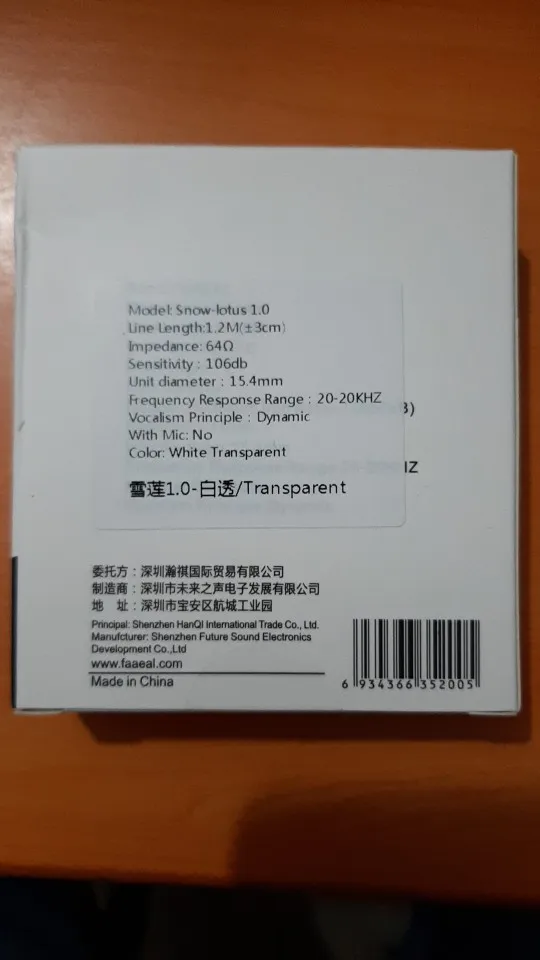 Model: Snow-lotus 1.0
Line Length:1.2M(±3cm)
Impedance: 64Ω
Sensitivity : 106db
Unit diameter : 15.4mm
Frequency Response Range : 20-20KHZ
Vocalism Principle : Dynamic
With Mic: No
Color: White Transparent
雪莲1.0-白透/Transparent
委托方：深圳瀚祺国际贸易有限公司
制造商：深圳市未来之声电子发展有限公司
地 址：深圳市宝安区航城工业园
Principal: Shenzhen HanQI International Trade Co., Ltd.
Manufcturer: Shenzhen Future Sound Electronics
Development Co.,Ltd
www.faaeal.com
Made in China
6 934366 352005